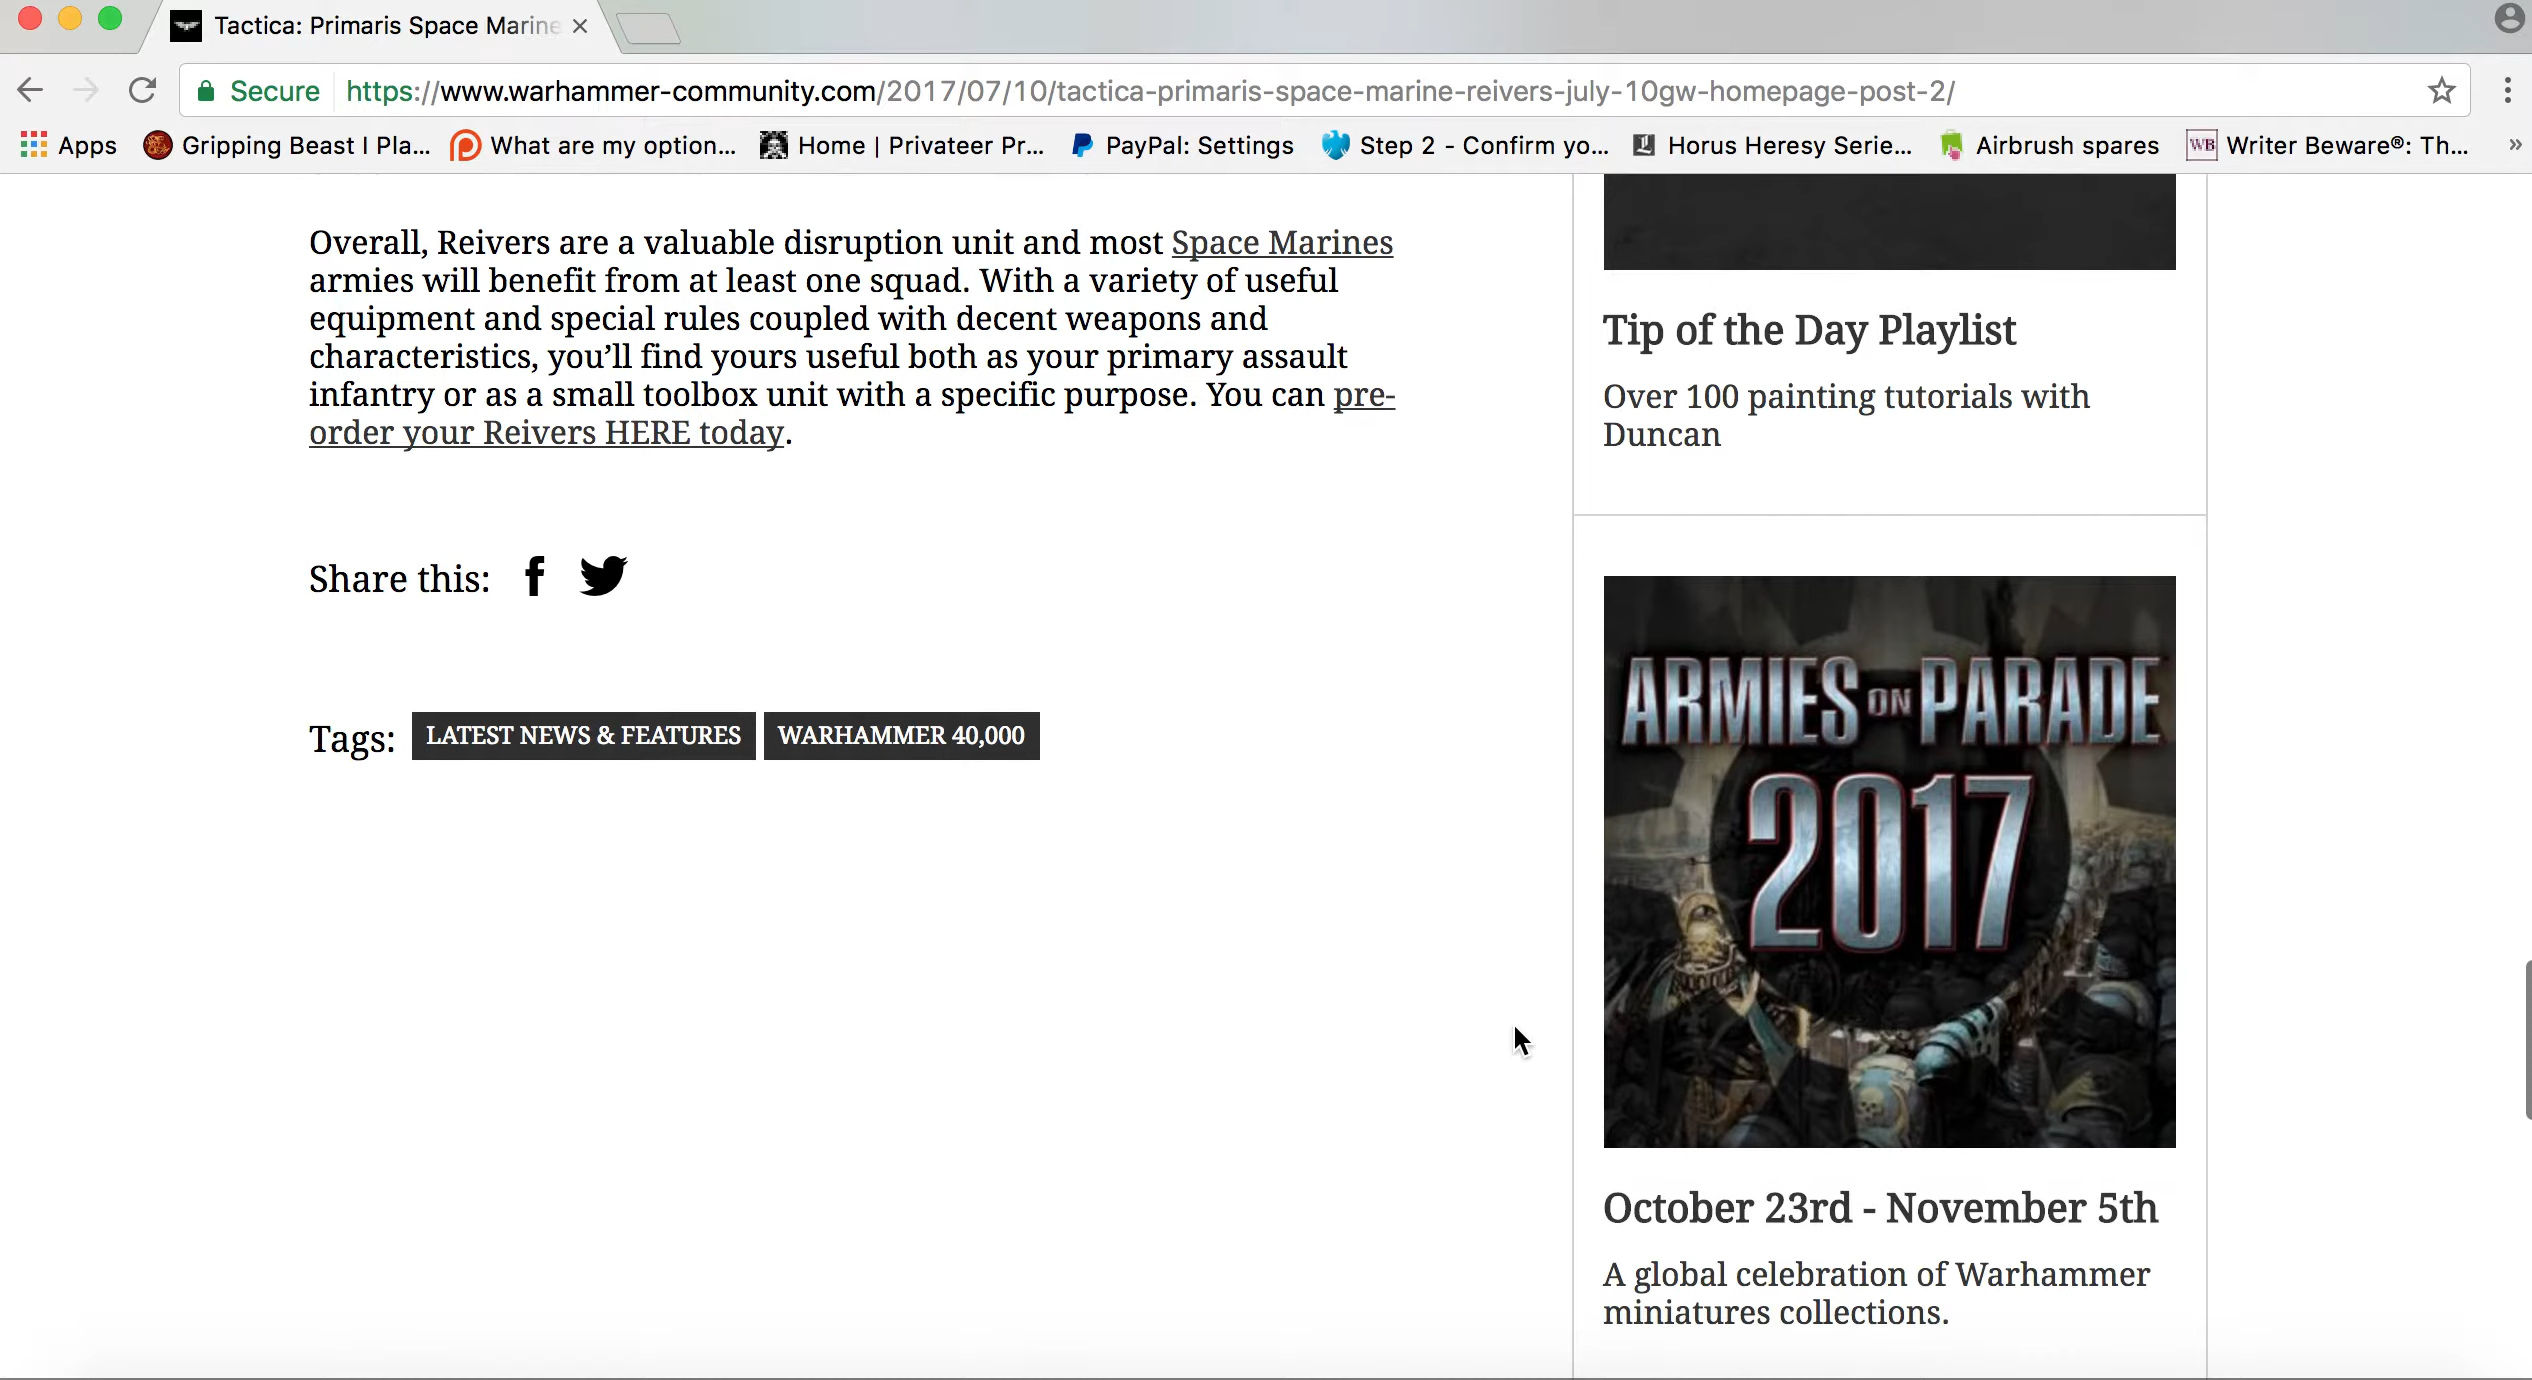 Tactica: Primaris Space Marine
Secure https://www.warhammer-community.com/2017/07/10/tactica-primaris-space-marine-reivers-july-10gw-homepage-post-2/
Apps Gripping Beast I Pla... What are my option... Home | Privateer Pr... PayPal: Settings Step 2 - Confirm yo... Horus Heresy Serie... Airbrush spares WB Writer Beware®: Th... »
Overall, Reivers are a valuable disruption unit and most Space Marines
armies will benefit from at least one squad. With a variety of useful
equipment and special rules coupled with decent weapons and
characteristics, you’ll find yours useful both as your primary assault
infantry or as a small toolbox unit with a specific purpose. You can pre-
order your Reivers HERE today.
Share this:
Tags: LATEST NEWS & FEATURES WARHAMMER 40,000
Tip of the Day Playlist
Over 100 painting tutorials with
Duncan
ARMIES ON PARADE
2017
October 23rd - November 5th
A global celebration of Warhammer
miniatures collections.